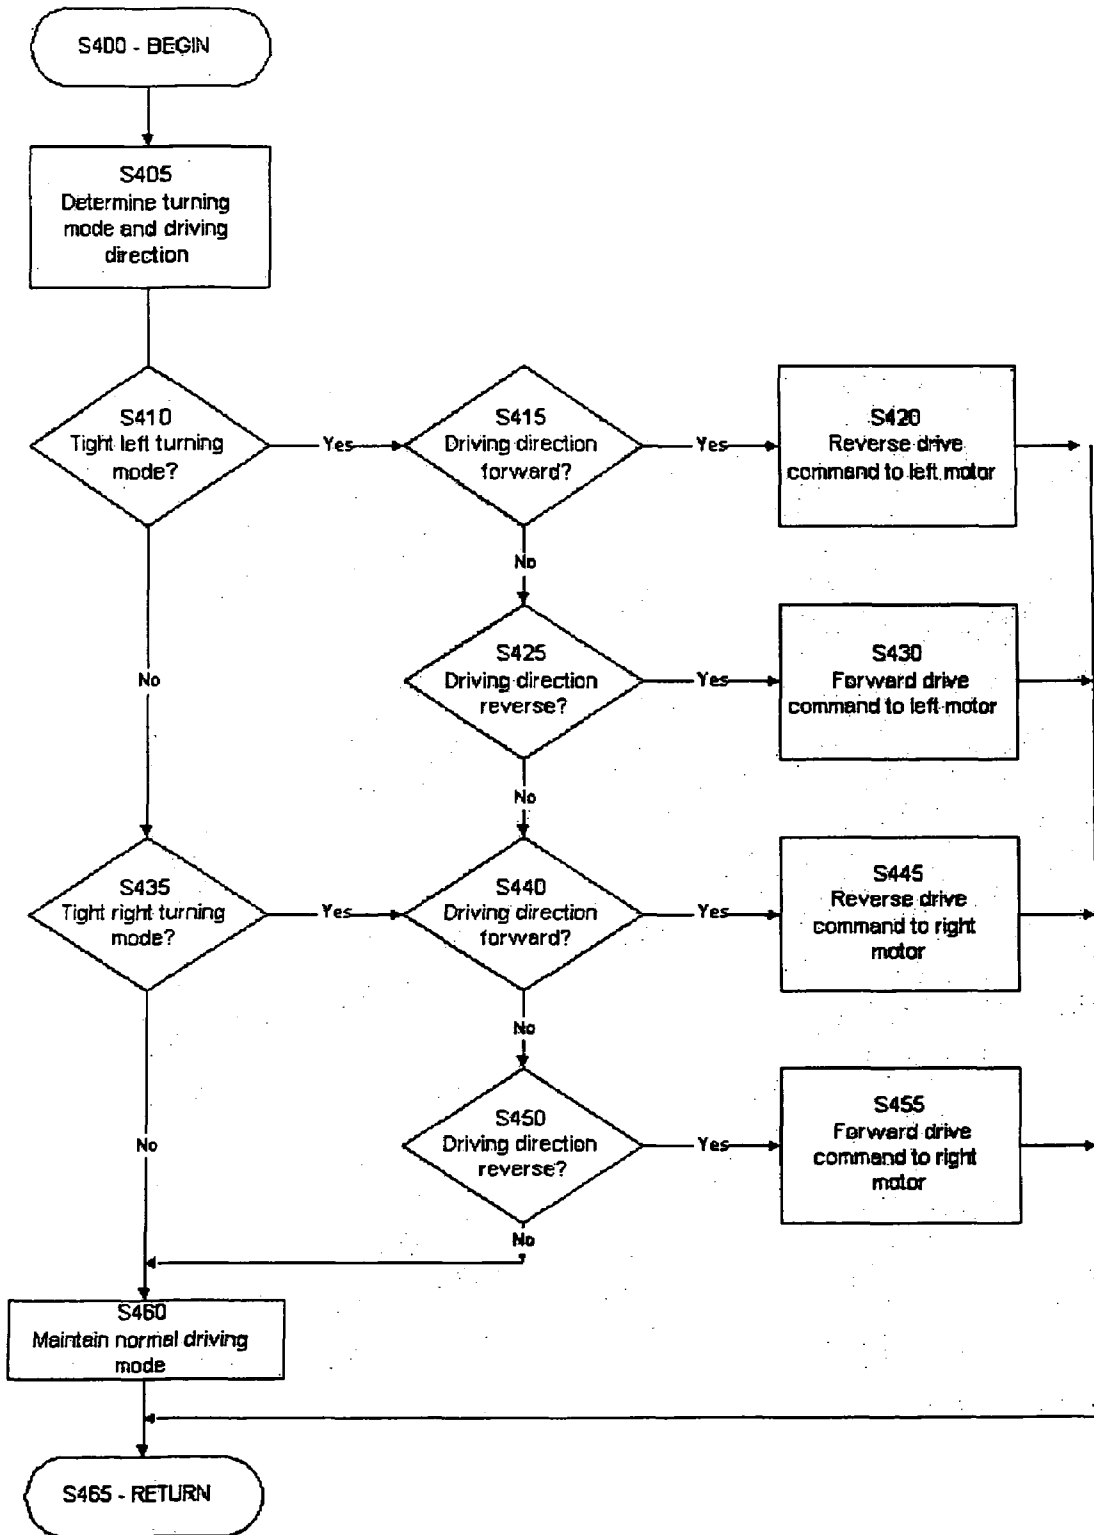 S400 - BEGIN
S405
Determine turning
mode and driving
direction
S410
Tight left turning
mode?
Yes
S415
Driving direction
forward?
Yes
S420
Reverse drive
command to left motor
No
No
S425
Driving direction
reverse?
Yes
S430
Forward drive
command to left motor
No
S435
Tight right turning
mode?
Yes
S440
Driving direction
forward?
Yes
S445
Reverse drive
command to right
motor
No
No
S450
Driving direction
reverse?
Yes
S455
Forward drive
command to right
motor
No
S460
Maintain normal driving
mode
S465 - RETURN